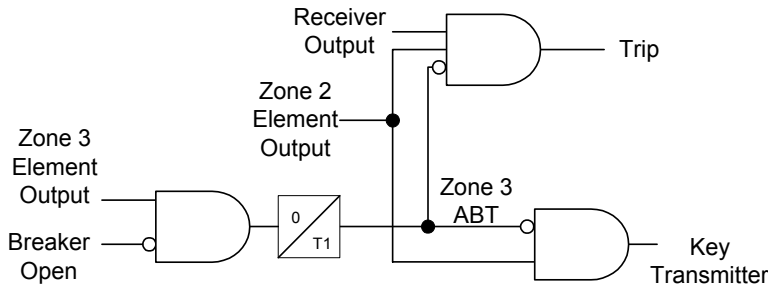 Receiver
Output
Trip
Zone 2
Element
Output
Zone 3
Element
Output
Breaker
Open
0
T1
Zone 3
ABT
Key
Transmitter